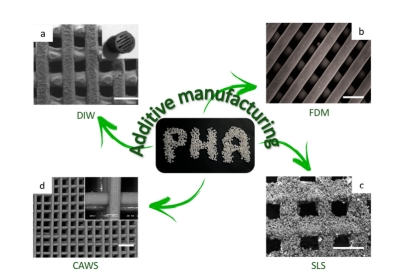 a
b
DIW
FDM
Additive manufacturing
PHA
d
c
CAWS
SLS